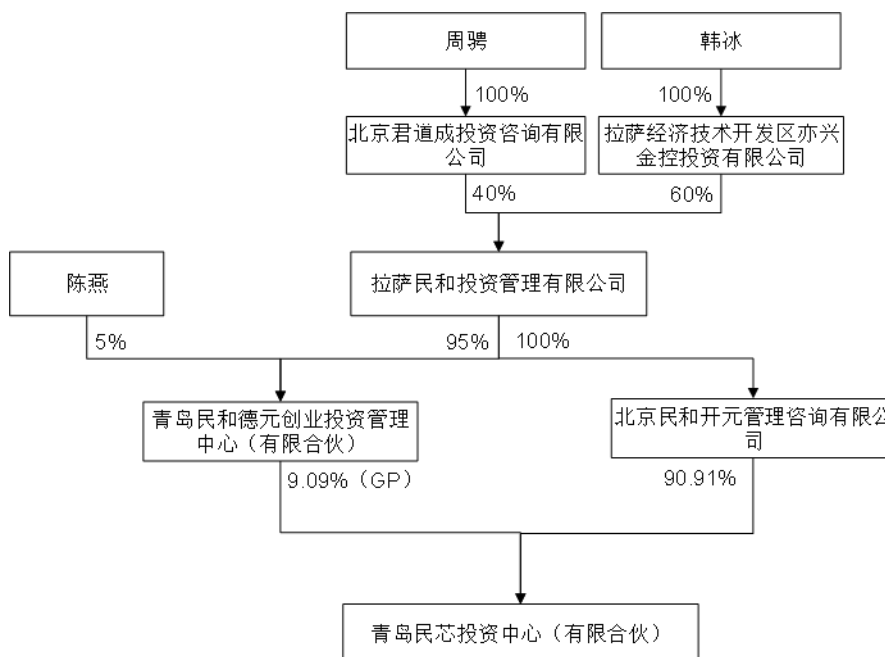 周骋
韩冰
100%
100%
北京君道成投资咨询有限
公司
拉萨经济技术开发区亦兴
金控投资有限公司
40%
60%
陈燕
拉萨民和投资管理有限公司
5%
95%
100%
青岛民和德元创业投资管理
中心（有限合伙）
北京民和开元管理咨询有限公
司
9.09%（GP）
90.91%
青岛民芯投资中心（有限合伙）